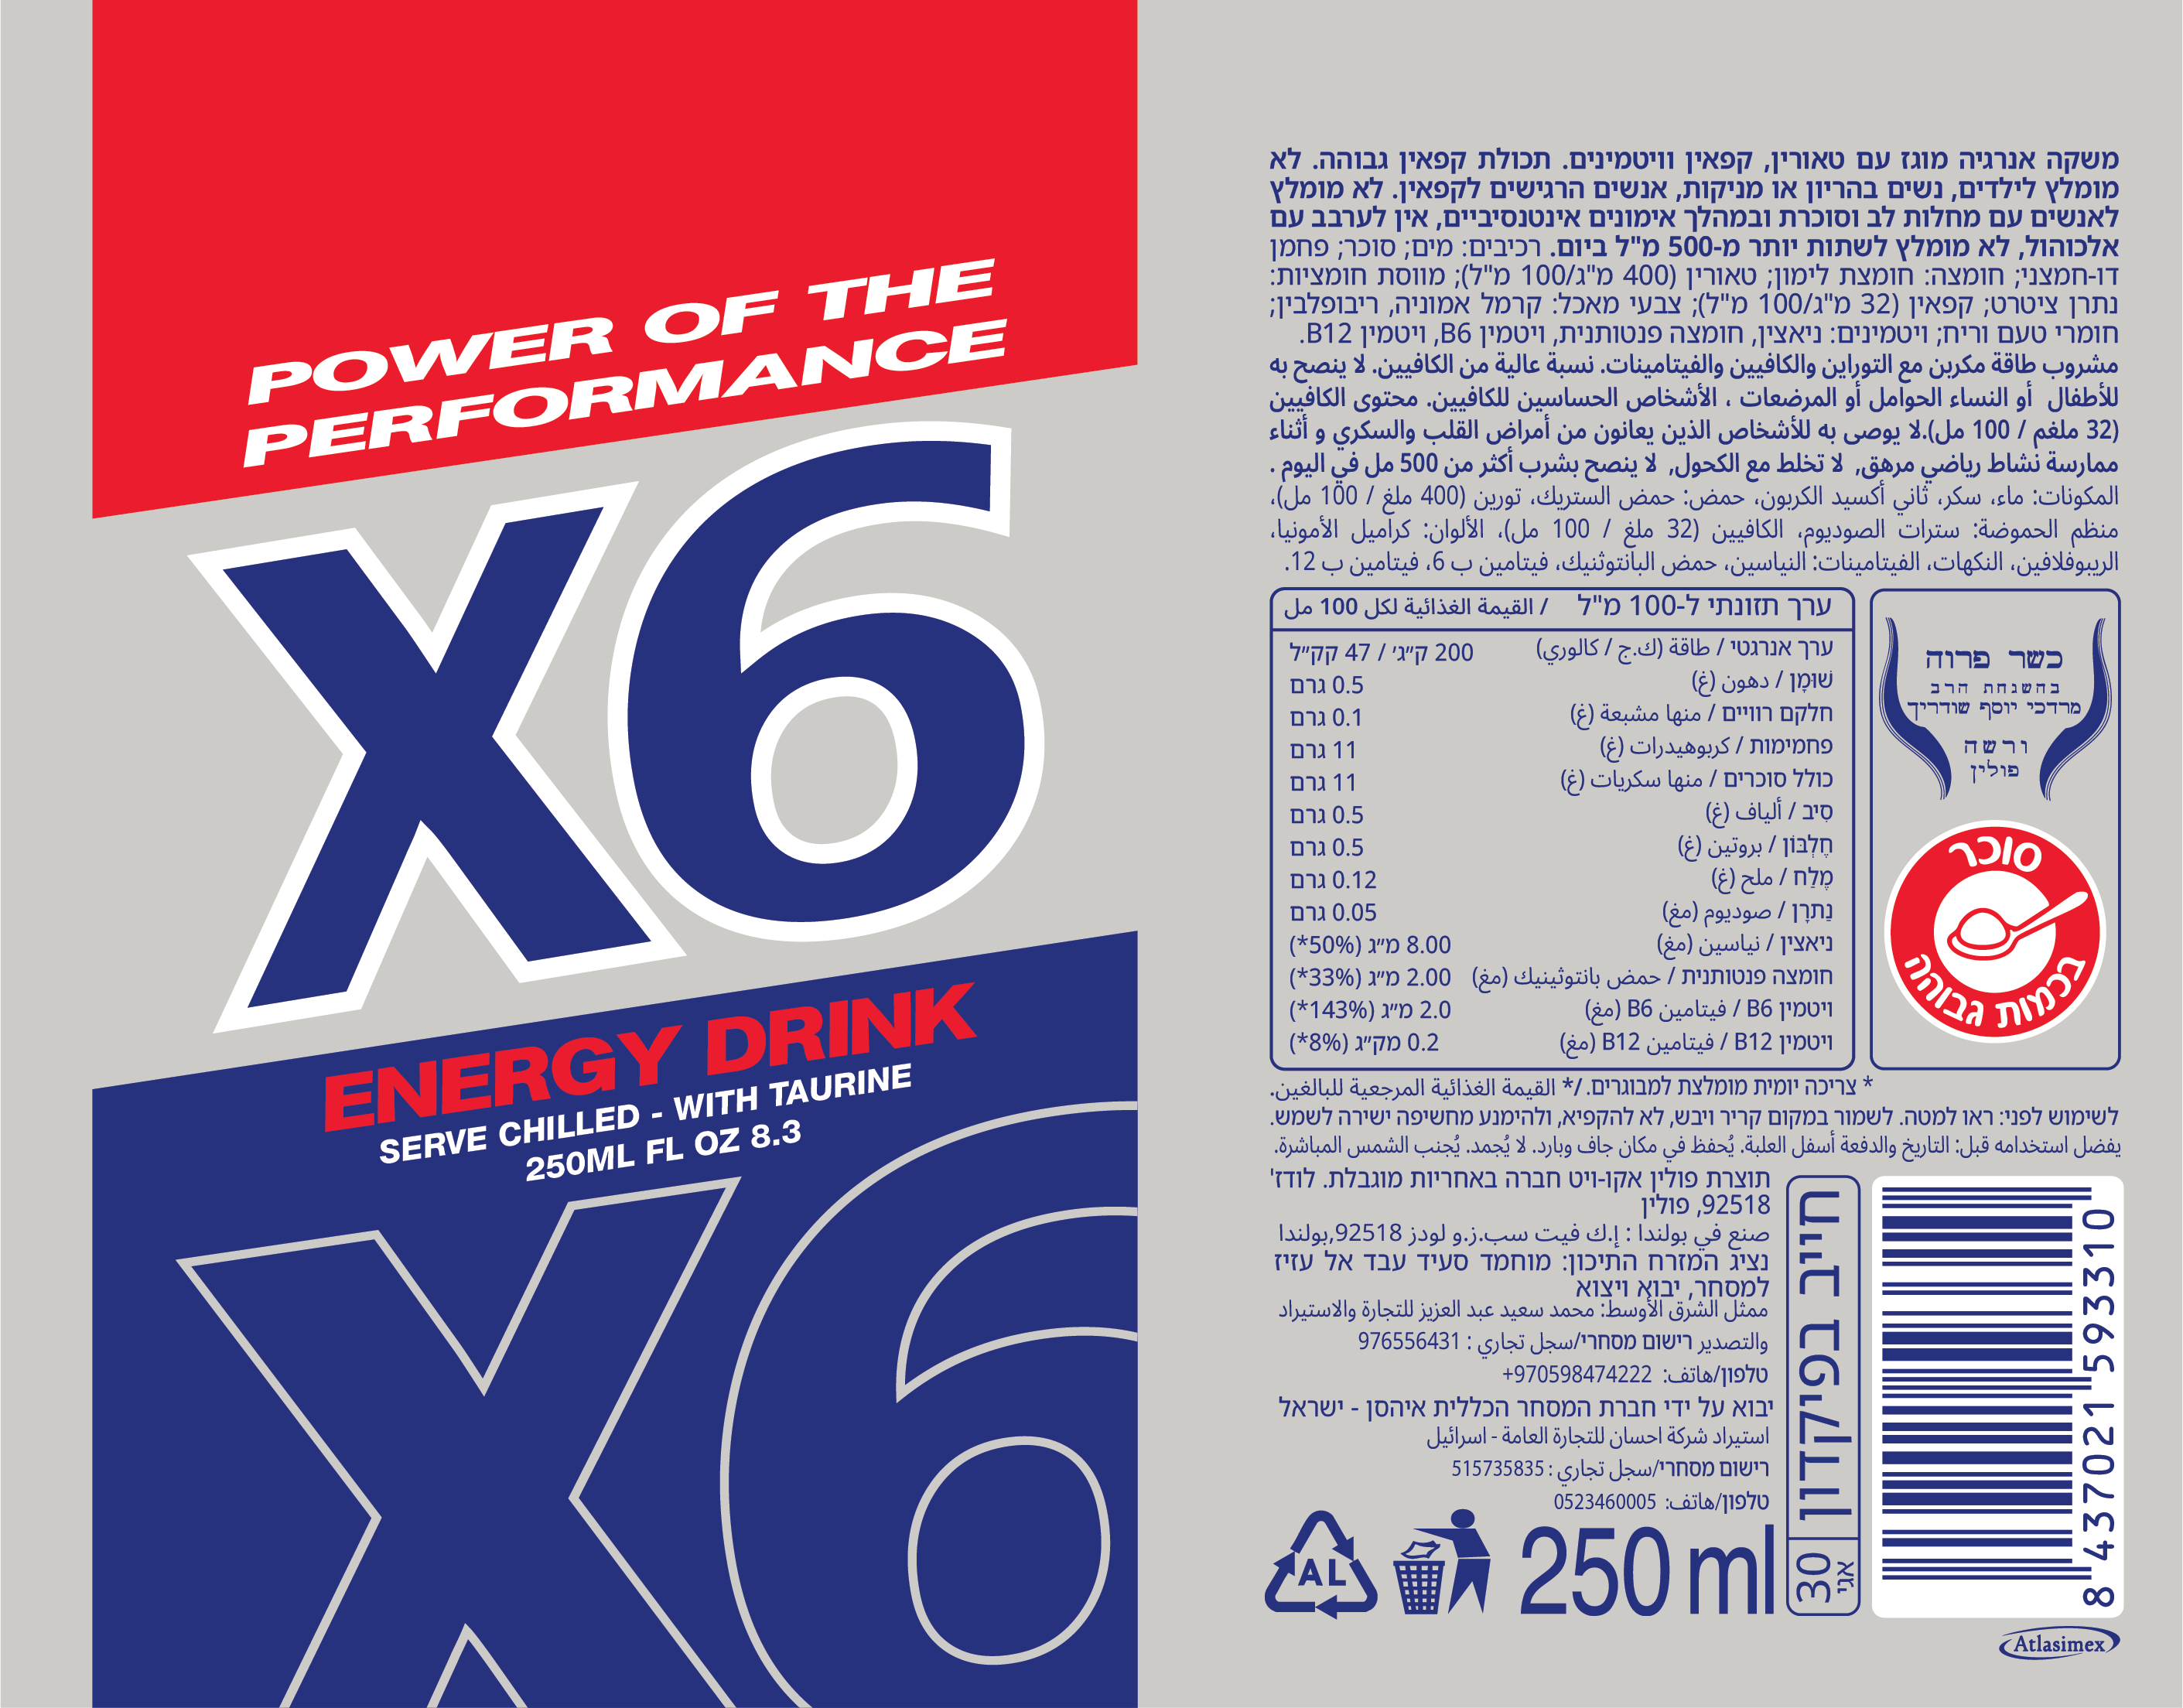 POWER OF THE
PERFORMANCE
X6
ENERGY DRINK
SERVE CHILLED - WITH TAURINE
250ML FL OZ 8.3
X6
משקה אנרגיה מוגז עם טאורין, קפאין וויטמינים. תכולת קפאין גבוהה. לא
מומלץ לילדים, נשים בהריון או מניקות, אנשים הרגישים לקפאין. לא מומלץ
לאנשים עם מחלות לב וסוכרת ובמהלך אימונים אינטנסיביים, אין לערבב עם
אלכוהול, לא מומלץ לשתות יותר מ-500 מ"ל ביום. רכיבים: מים; סוכר; פחמן
דו-חמצני; חומצה: חומצת לימון; טאורין (400 מ"ג/100 מ"ל); מווסת חומציות:
נתרן ציטרט; קפאין (32 מ"ג/100 מ"ל); צבעי מאכל: קרמל אמוניה, ריבופלבין;
חומרי טעם וריח; ויטמינים: ניאצין, חומצה פנטותנית, ויטמין B6, ויטמין B12.
مشروب طاقة مكربن مع التوراين والكافيين والفيتامينات. نسبة عالية من الكافيين. لا ينصح به
للأطفال أو النساء الحوامل أو المرضعات ، الأشخاص الحساسين للكافيين. محتوى الكافيين
(32 ملغم / 100 مل).لا يوصى به للأشخاص الذين يعانون من أمراض القلب والسكري و أثناء
ممارسة نشاط رياضي مرهق, لا تخلط مع الكحول, لا ينصح بشرب أكثر من 500 مل في اليوم .
المكونات: ماء، سكر، ثاني أكسيد الكربون، حمض: حمض الستريك، تورين (400 ملغ / 100 مل)،
منظم الحموضة: سترات الصوديوم، الكافيين (32 ملغ / 100 مل)، الألوان: كراميل الأمونيا،
الريبوفلافين، النكهات، الفيتامينات: النياسين، حمض البانتوثنيك، فيتامين ب 6، فيتامين ب 12.
ערך תזונתי ל-100 מ"ל / القيمة الغذائية لكل 100 مل
ערך אנרגטי / طاقة (ك.ج / كالوري) 200 ק״ג׳ / 47 קק״ל
שׁוּמָן / دهون (غ) 0.5 גרם
חלקם רוויים / منها مشبعة (غ) 0.1 גרם
פחמימות / كربوهيدرات (غ) 11 גרם
כולל סוכרים / منها سكريات (غ) 11 גרם
סִיב / ألياف (غ) 0.5 גרם
חֶלְבּוֹן / بروتين (غ) 0.5 גרם
מֶלַח / ملح (غ) 0.12 גרם
נַתרָן / صوديوم (مغ) 0.05 גרם
ניאצין / نياسين (مغ) 8.00 מ״ג (50%*)
חומצה פנטותנית / حمض بانتوثينيك (مغ) 2.00 מ״ג (33%*)
ויטמין B6 / فيتامين B6 (مغ) 2.0 מ״ג (143%*)
ויטמין B12 / فيتامين B12 (مغ) 0.2 מק״ג (8%*)
כשר פרוה
בהשגחת הרב
מרדכי יוסף שודריך
ורשה
פולין
סוכר
בכמות גבוהה
* צריכה יומית מומלצת למבוגרים./* القيمة الغذائية المرجعية للبالغين.
לשימוש לפני: ראו למטה. לשמור במקום קריר ויבש, לא להקפיא, ולהימנע מחשיפה ישירה לשמש.
يفضل استخدامه قبل: التاريخ والدفعة أسفل العلبة. يُحفظ في مكان جاف وبارد. لا يُجمد. يُجنب الشمس المباشرة.
תוצרת פולין אקו-ויט חברה באחריות מוגבלת. לודז'
92518, פולין
صنع في بولندا : إ.ك فيت سب.ز.و لودز 92518,بولندا
נציג המזרח התיכון: מוחמד סעיד עבד אל עזיז
למסחר, יבוא ויצוא
ممثل الشرق الأوسط: محمد سعيد عبد العزيز للتجارة والاستيراد
والتصدير רישום מסחרי/سجل تجاري : 976556431
טלפון/هاتف: 970598474222+
יבוא על ידי חברת המסחר הכללית איהסן - ישראל
استيراد شركة احسان للتجارة العامة - اسرائيل
רישום מסחרי/سجل تجاري : 515735835
טלפון/هاتف: 0523460005
AL
250 ml
חייב בפיקדון
30 אג׳
8 437021 593310
Atlasimex